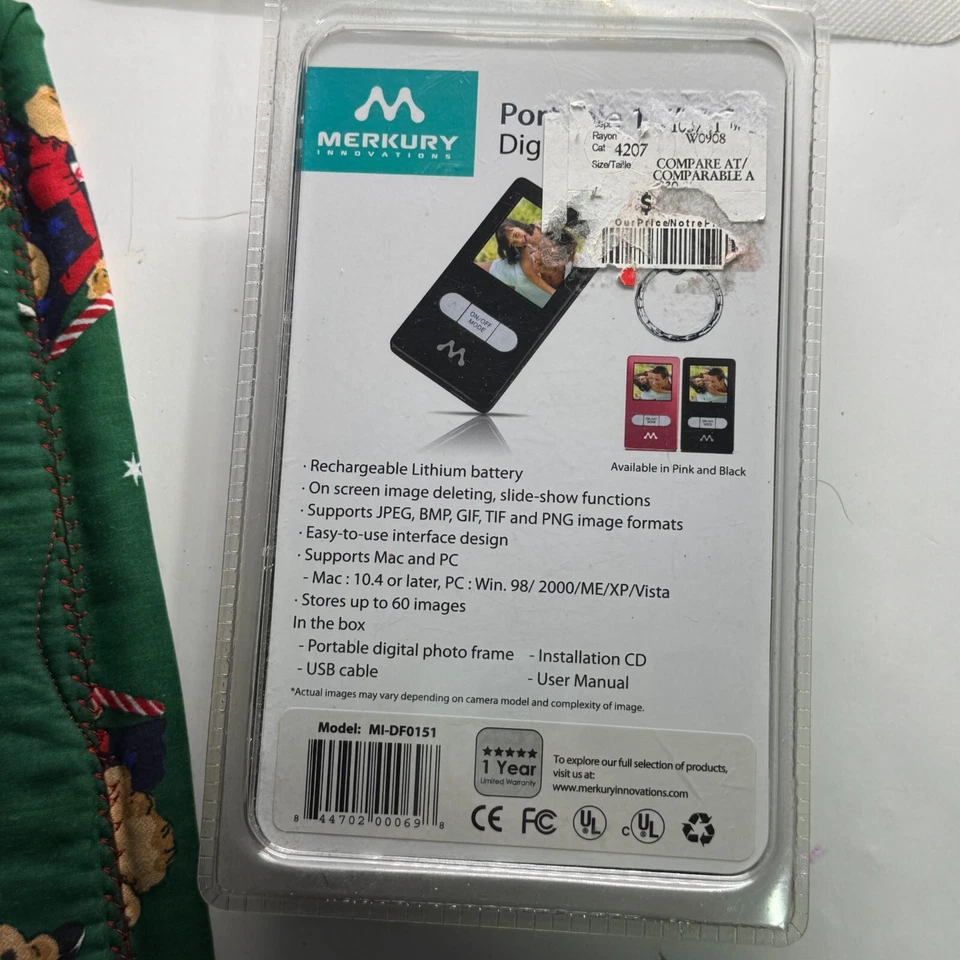 MERKURY
INNOVATIONS
Dig
Rayon
W0908
Cat 4207
Size/Taille
COMPARE AT/
COMPARABLE A
$
Our Price/Notre
ON/OFF
MODE
Available in Pink and Black
· Rechargeable Lithium battery
· On screen image deleting, slide-show functions
· Supports JPEG, BMP, GIF, TIF and PNG image formats
· Easy-to-use interface design
· Supports Mac and PC
- Mac : 10.4 or later, PC : Win. 98/ 2000/ME/XP/Vista
· Stores up to 60 images
In the box
- Portable digital photo frame - Installation CD
- USB cable - User Manual
*Actual images may vary depending on camera model and complexity of image.
Model: MI-DF0151
8 44702 00069 8
★★★★★
1 Year
Limited Warranty
To explore our full selection of products,
visit us at:
www.merkuryinnovations.com
CE FC UL c UL